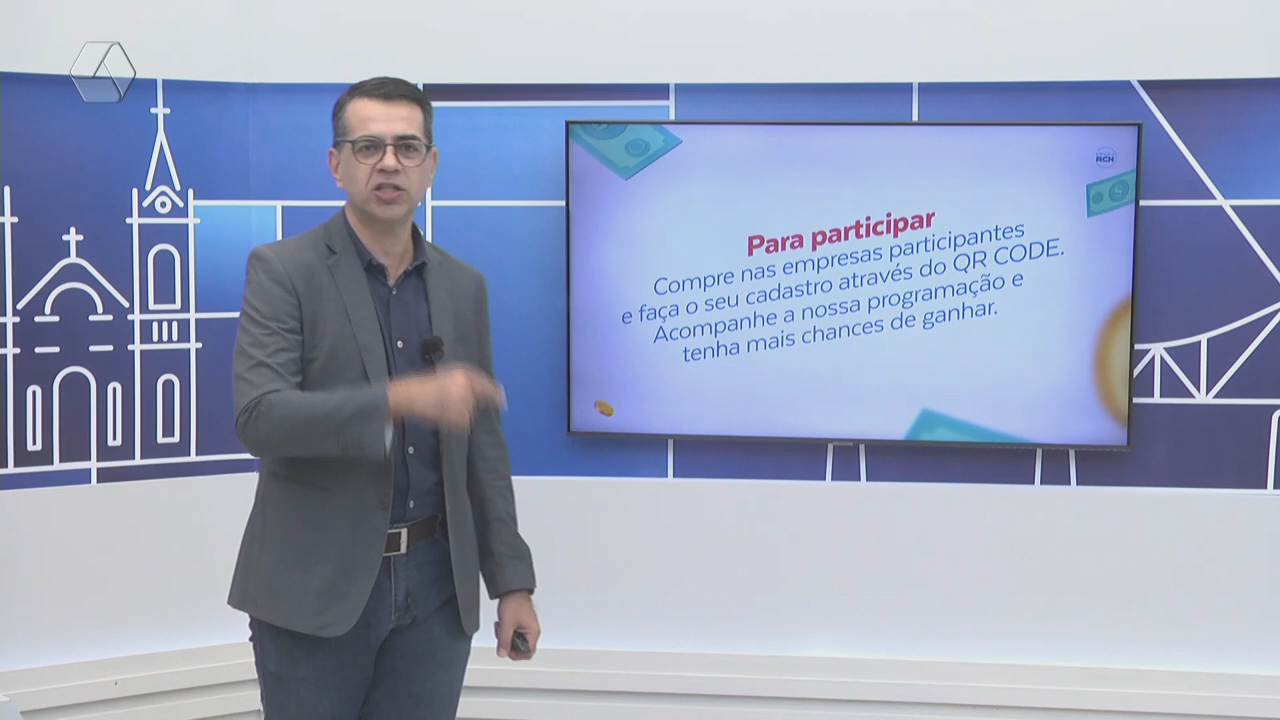 RCN
Para participar
Compre nas empresas participantes
e faça o seu cadastro através do QR CODE.
Acompanhe a nossa programação e
tenha mais chances de ganhar.